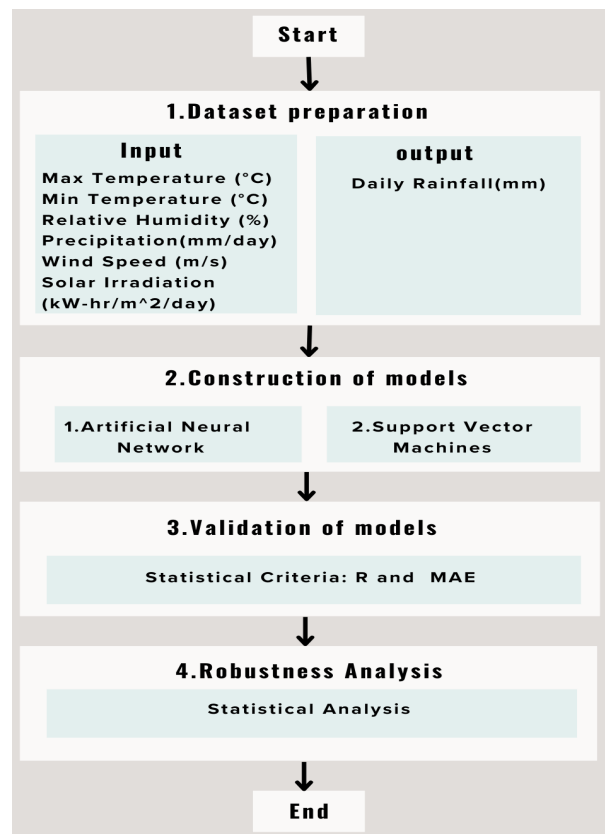 Start
1.Dataset preparation
Input
Max Temperature (°C)
Min Temperature (°C)
Relative Humidity (%)
Precipitation(mm/day)
Wind Speed (m/s)
Solar Irradiation
(kW-hr/m^2/day)
output
Daily Rainfall(mm)
2.Construction of models
1.Artificial Neural
Network
2.Support Vector
Machines
3.Validation of models
Statistical Criteria: R and MAE
4.Robustness Analysis
Statistical Analysis
End